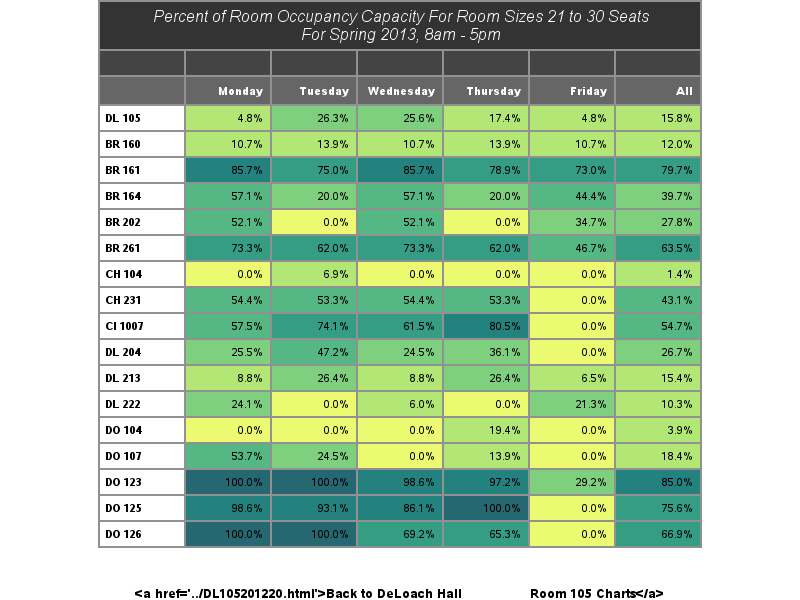 Percent of Room Occupancy Capacity For Room Sizes 21 to 30 Seats
For Spring 2013, 8am - 5pm
Monday Tuesday Wednesday Thursday Friday All
DL 105 4.8% 26.3% 25.6% 17.4% 4.8% 15.8%
BR 160 10.7% 13.9% 10.7% 13.9% 10.7% 12.0%
BR 161 85.7% 75.0% 85.7% 78.9% 73.0% 79.7%
BR 164 57.1% 20.0% 57.1% 20.0% 44.4% 39.7%
BR 202 52.1% 0.0% 52.1% 0.0% 34.7% 27.8%
BR 261 73.3% 62.0% 73.3% 62.0% 46.7% 63.5%
CH 104 0.0% 6.9% 0.0% 0.0% 0.0% 1.4%
CH 231 54.4% 53.3% 54.4% 53.3% 0.0% 43.1%
CI 1007 57.5% 74.1% 61.5% 80.5% 0.0% 54.7%
DL 204 25.5% 47.2% 24.5% 36.1% 0.0% 26.7%
DL 213 8.8% 26.4% 8.8% 26.4% 6.5% 15.4%
DL 222 24.1% 0.0% 6.0% 0.0% 21.3% 10.3%
DO 104 0.0% 0.0% 0.0% 19.4% 0.0% 3.9%
DO 107 53.7% 24.5% 0.0% 13.9% 0.0% 18.4%
DO 123 100.0% 100.0% 98.6% 97.2% 29.2% 85.0%
DO 125 98.6% 93.1% 86.1% 100.0% 0.0% 75.6%
DO 126 100.0% 100.0% 69.2% 65.3% 0.0% 66.9%
<a href='../DL105201220.html'>Back to DeLoach Hall Room 105 Charts</a>